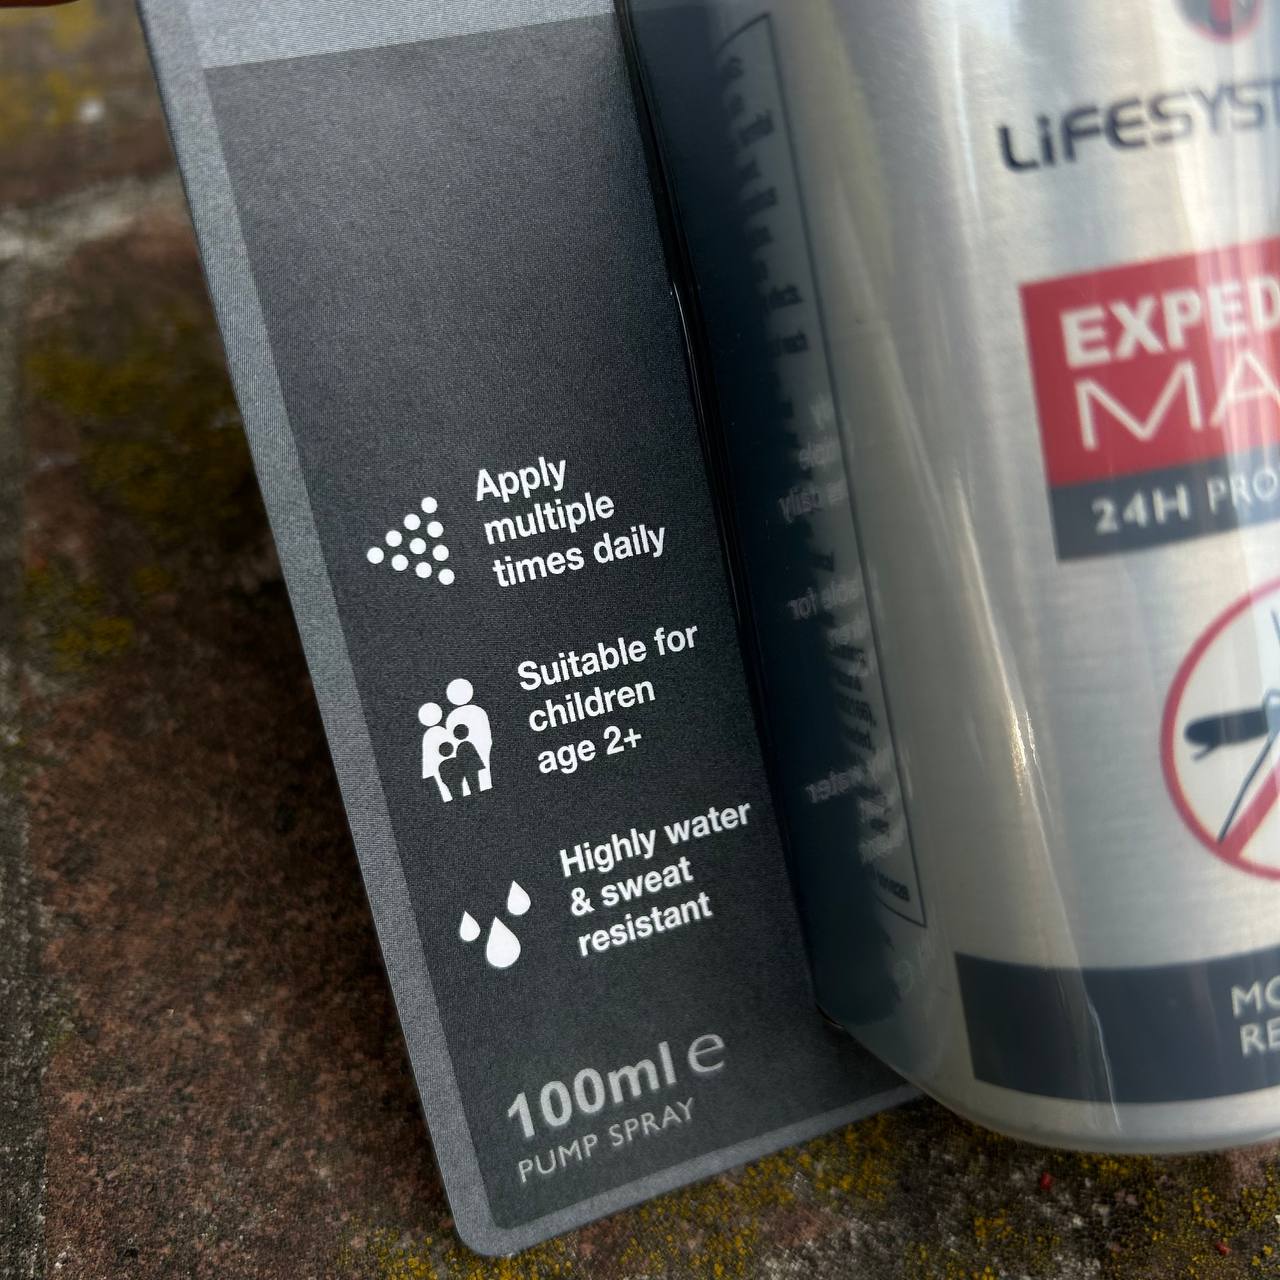 Apply
multiple
times daily
Suitable for
children
age 2+
Highly water
& sweat
resistant
100ml e
PUMP SPRAY
LiFESYST
EXPED
MA
24H PRO
MO
RE